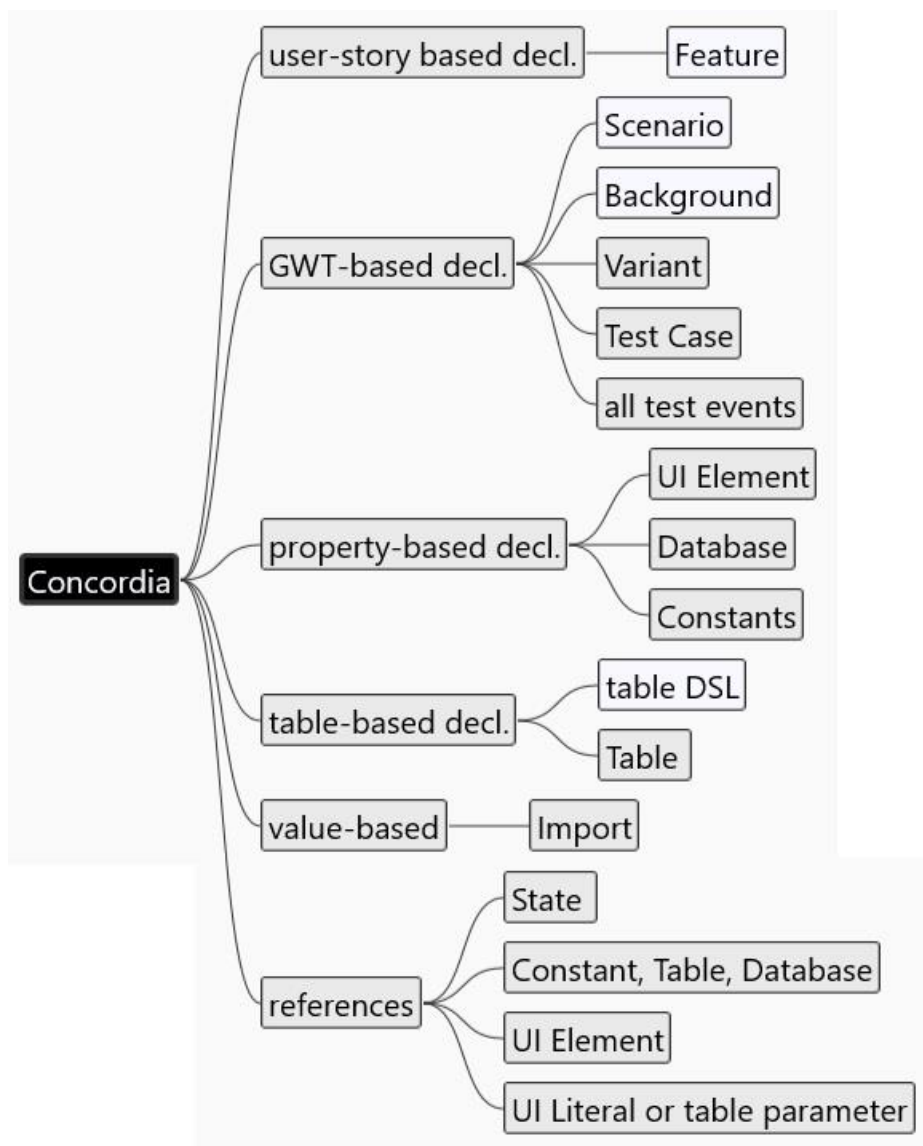 user-story based decl.
Feature
Scenario
Background
GWT-based decl.
Variant
Test Case
all test events
UI Element
property-based decl.
Database
Constants
Concordia
table DSL
table-based decl.
Table
value-based
Import
State
Constant, Table, Database
references
UI Element
UI Literal or table parameter